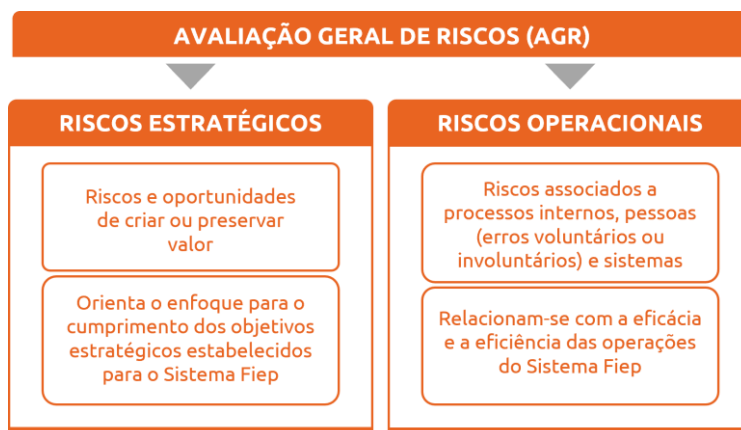 AVALIAÇÃO GERAL DE RISCOS (AGR)
RISCOS ESTRATÉGICOS
Riscos e oportunidades
de criar ou preservar
valor
Orienta o enfoque para o
cumprimento dos objetivos
estratégicos estabelecidos
para o Sistema Fiep
RISCOS OPERACIONAIS
Riscos associados a
processos internos, pessoas
(erros voluntários ou
involuntários) e sistemas
Relacionam-se com a eficácia
e a eficiência das operações
do Sistema Fiep